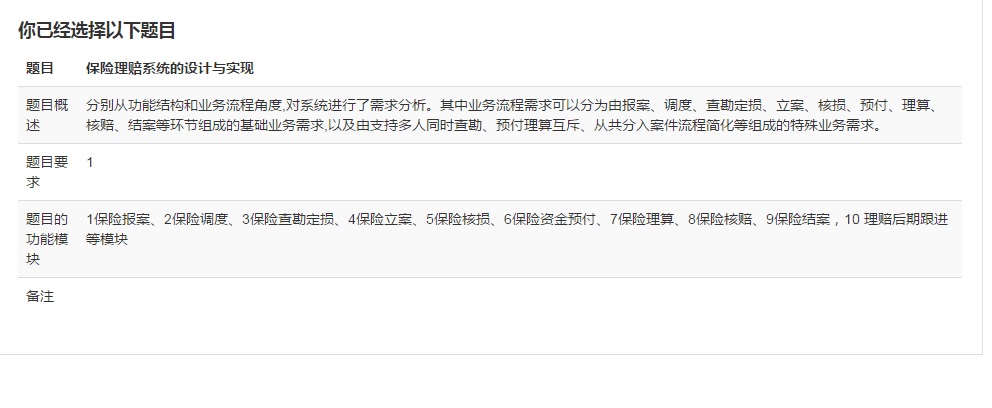 你已经选择以下题目
题目 保险理赔系统的设计与实现
题目概述 分别从功能结构和业务流程角度,对系统进行了需求分析。其中业务流程需求可以分为由报案、调度、查勘定损、立案、核损、预付、理算、
核赔、结案等环节组成的基础业务需求,以及由支持多人同时查勘、预付理算互斥、从共分入案件流程简化等组成的特殊业务需求。
题目要求 1
题目的功能模块 1保险报案、2保险调度、3保险查勘定损、4保险立案、5保险核损、6保险资金预付、7保险理算、8保险核赔、9保险结案，10 理赔后期跟进
等模块
备注